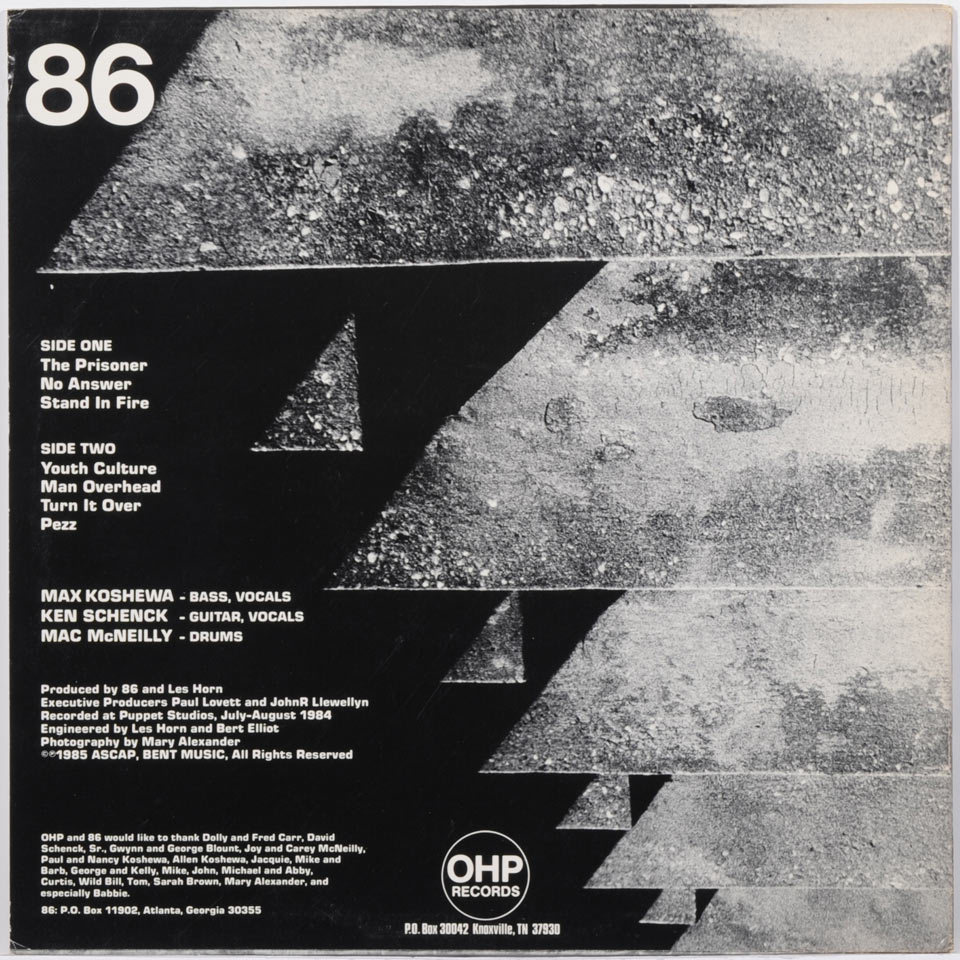 86
SIDE ONE
The Prisoner
No Answer
Stand In Fire
SIDE TWO
Youth Culture
Man Overhead
Turn It Over
Pezz
MAX KOSHEWA - BASS, VOCALS
KEN SCHENCK - GUITAR, VOCALS
MAC McNEILLY - DRUMS
Produced by 86 and Les Horn
Executive Producers Paul Lovett and JohnR Llewellyn
Recorded at Puppet Studios, July-August 1984
Engineered by Les Horn and Bert Elliot
Photography by Mary Alexander
©℗1985 ASCAP, BENT MUSIC, All Rights Reserved
OHP and 86 would like to thank Dolly and Fred Carr, David
Schenck, Sr., Gwynn and George Blount, Joy and Carey McNeilly,
Paul and Nancy Koshewa, Allen Koshewa, Jacquie, Mike and
Barb, George and Kelly, Mike, John, Michael and Abby,
Curtis, Wild Bill, Tom, Sarah Brown, Mary Alexander, and
especially Babbie.
86: P.O. Box 11902, Atlanta, Georgia 30355
OHP
RECORDS
P.O. Box 30042 Knoxville, TN 37930